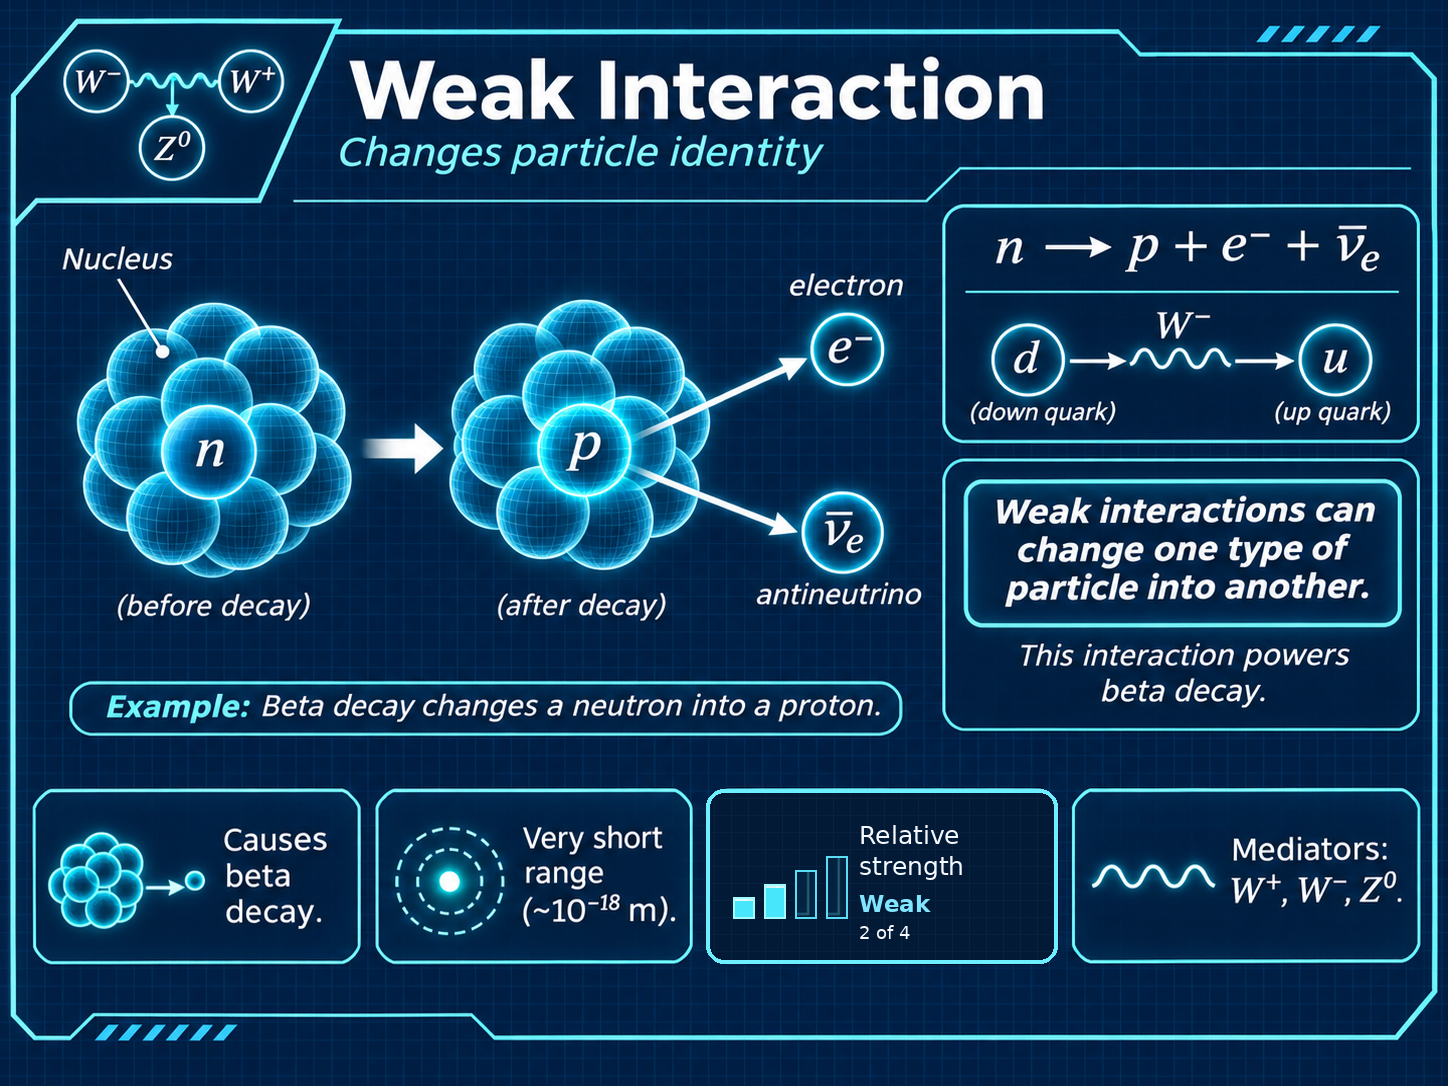 W⁻ W⁺
Z⁰
Weak Interaction
Changes particle identity
Nucleus
n
(before decay)
p
(after decay)
electron
e⁻
ν̅ₑ
antineutrino
Example: Beta decay changes a neutron into a proton.
n → p + e⁻ + ν̅ₑ
W⁻
d u
(down quark) (up quark)
Weak interactions can
change one type of
particle into another.
This interaction powers
beta decay.
Causes
beta
decay.
Very short
range
(~10⁻¹⁸ m).
Relative
strength
Weak
2 of 4
Mediators:
W⁺, W⁻, Z⁰.